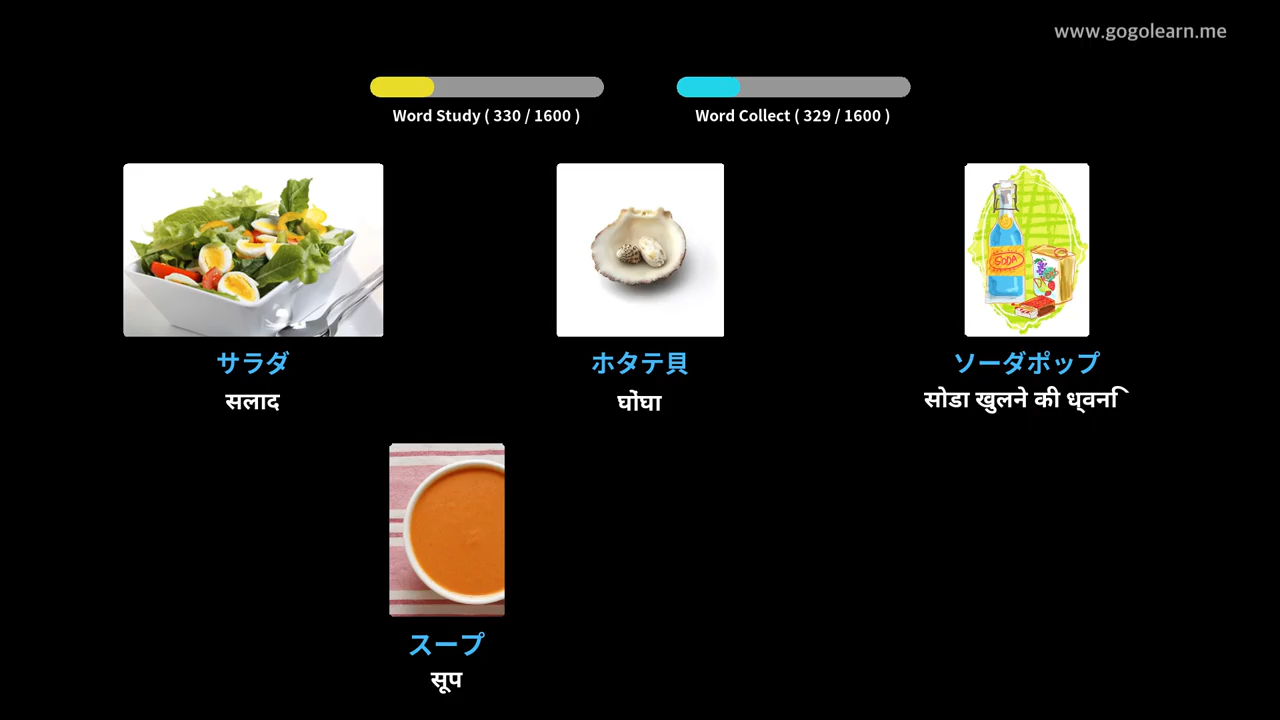 www.gogolearn.me
Word Study ( 330 / 1600 )
Word Collect ( 329 / 1600 )
SODA
サラダ
ホタテ貝
ソーダポップ
सलाद
घोंघा
सोडा खुलने की ध्वनि
スープ
सूप